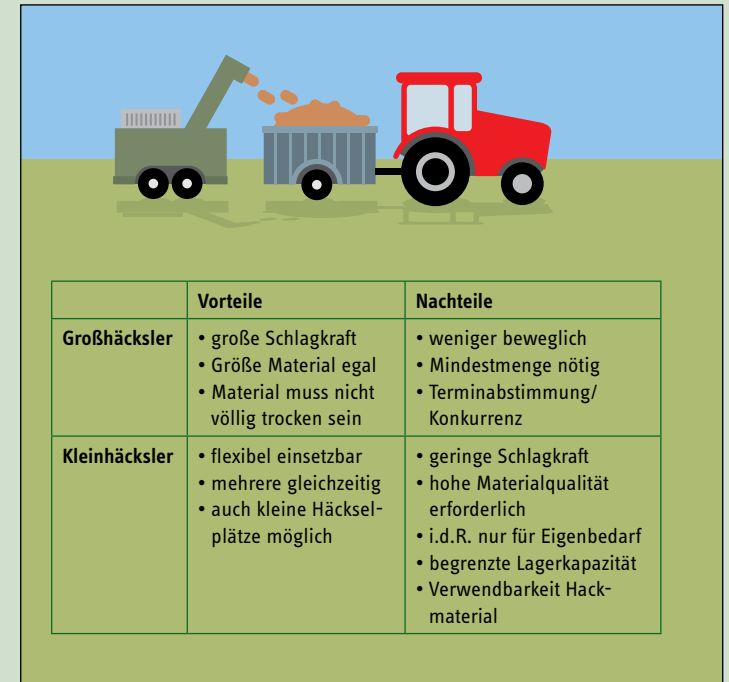 Vorteile Nachteile
Großhäcksler
• große Schlagkraft
• Größe Material egal
• Material muss nicht
völlig trocken sein
• weniger beweglich
• Mindestmenge nötig
• Terminabstimmung/
Konkurrenz
Kleinhäcksler
• flexibel einsetzbar
• mehrere gleichzeitig
• auch kleine Häcksel-
plätze möglich
• geringe Schlagkraft
• hohe Materialqualität
erforderlich
• i.d.R. nur für Eigenbedarf
• begrenzte Lagerkapazität
• Verwendbarkeit Hack-
material